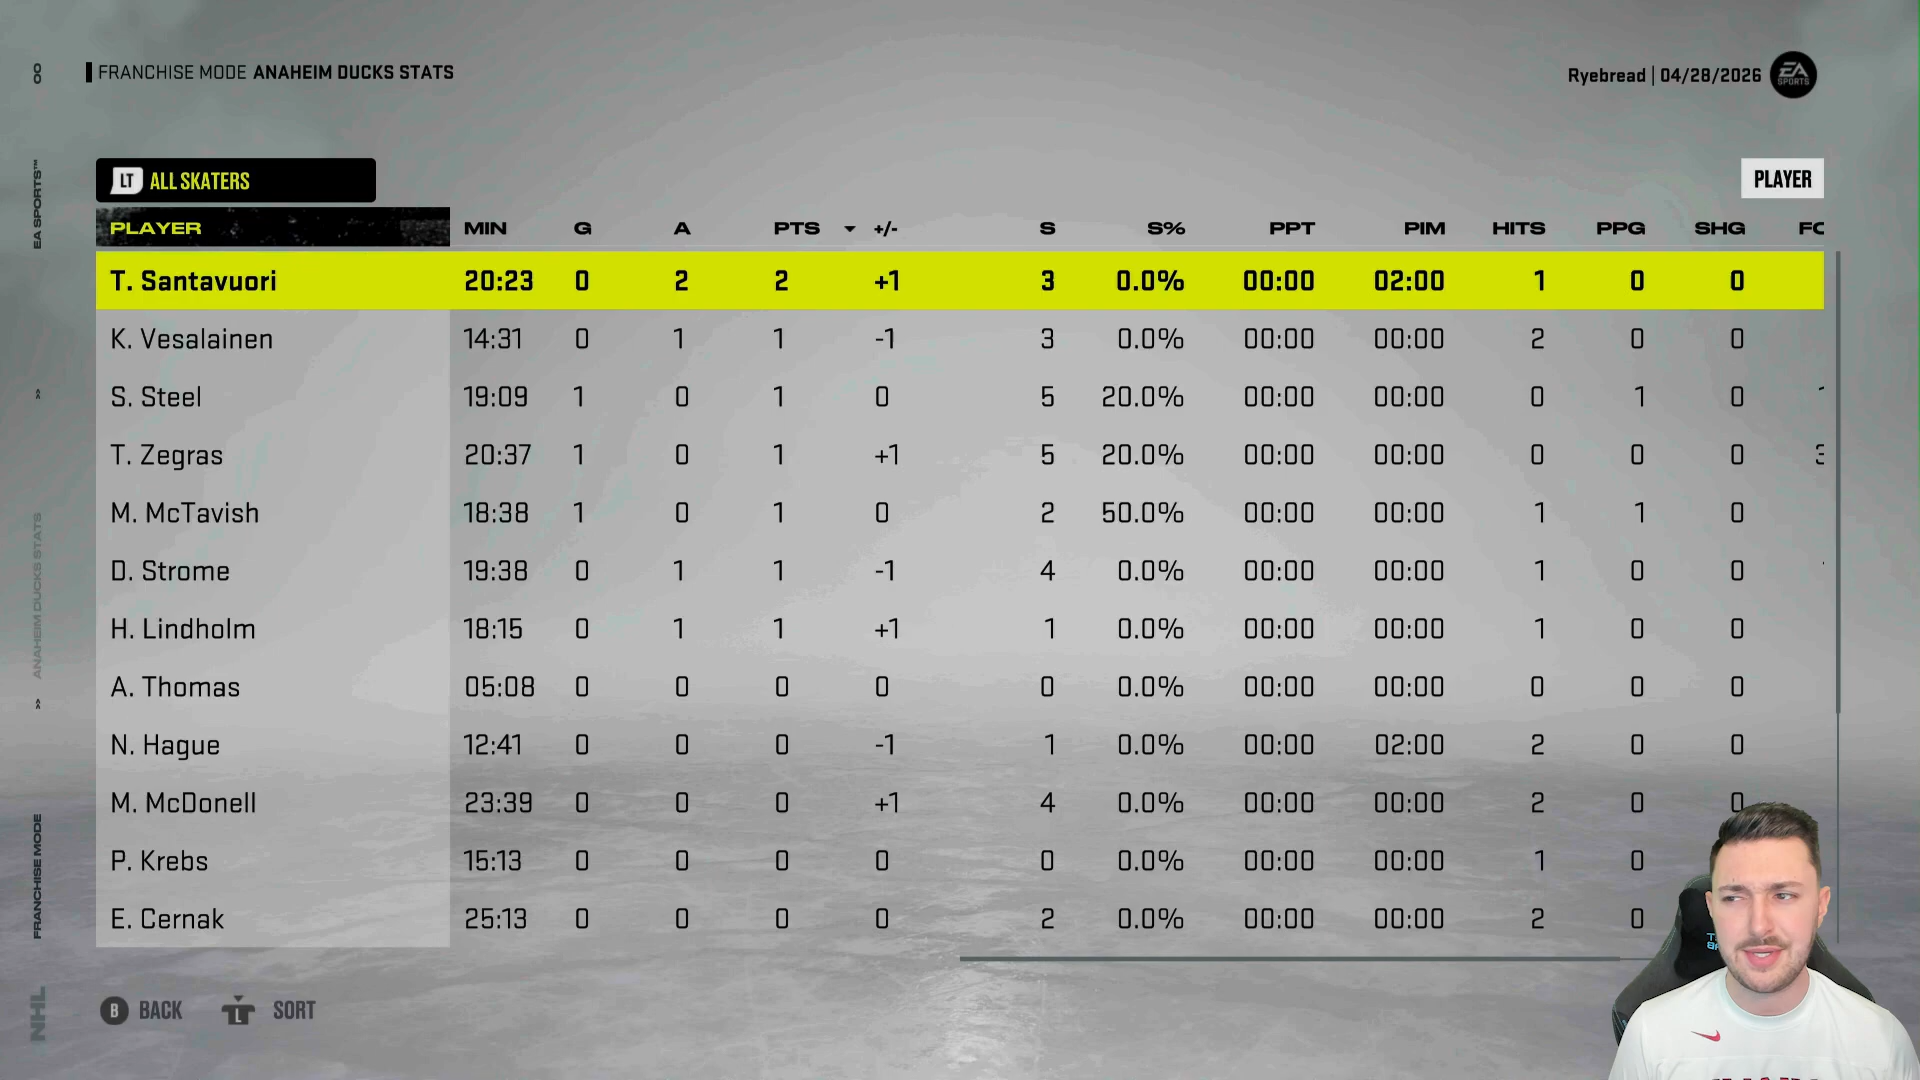 FRANCHISE MODE ANAHEIM DUCKS STATS
Ryebread | 04/28/2026
EA SPORTS
EA SPORTS™
ANAHEIM DUCKS STATS
FRANCHISE MODE
NHL
LT ALL SKATERS
PLAYER
PLAYER MIN G A PTS +/- S S% PPT PIM HITS PPG SHG
T. Santavuori 20:23 0 2 2 +1 3 0.0% 00:00 02:00 1 0 0
K. Vesalainen 14:31 0 1 1 -1 3 0.0% 00:00 00:00 2 0 0
S. Steel 19:09 1 0 1 0 5 20.0% 00:00 00:00 0 1 0
T. Zegras 20:37 1 0 1 +1 5 20.0% 00:00 00:00 0 0 0
M. McTavish 18:38 1 0 1 0 2 50.0% 00:00 00:00 1 1 0
D. Strome 19:38 0 1 1 -1 4 0.0% 00:00 00:00 1 0 0
H. Lindholm 18:15 0 1 1 +1 1 0.0% 00:00 00:00 1 0 0
A. Thomas 05:08 0 0 0 0 0 0.0% 00:00 00:00 0 0 0
N. Hague 12:41 0 0 0 -1 1 0.0% 00:00 02:00 2 0 0
M. McDonell 23:39 0 0 0 +1 4 0.0% 00:00 00:00 2 0 0
P. Krebs 15:13 0 0 0 0 0 0.0% 00:00 00:00 1 0
E. Cernak 25:13 0 0 0 0 2 0.0% 00:00 00:00 2 0
B BACK L SORT